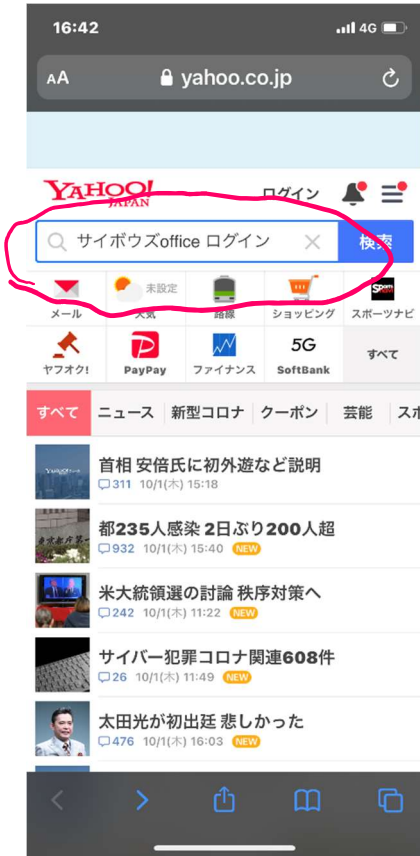 16:42 4G
AA yahoo.co.jp
YAHOO! JAPAN ログイン
サイボウズoffice ログイン 検索
未設定
メール 天気 路線 ショッピング スポーツナビ
ヤフオク! PayPay ファイナンス 5G SoftBank すべて
すべて ニュース 新型コロナ クーポン 芸能 スポ
首相 安倍氏に初外遊など説明
311 10/1(木) 15:18
都235人感染 2日ぶり200人超
932 10/1(木) 15:40 NEW
米大統領選の討論 秩序対策へ
242 10/1(木) 11:22 NEW
サイバー犯罪コロナ関連608件
26 10/1(木) 11:49 NEW
太田光が初出廷 悲しかった
476 10/1(木) 16:03 NEW